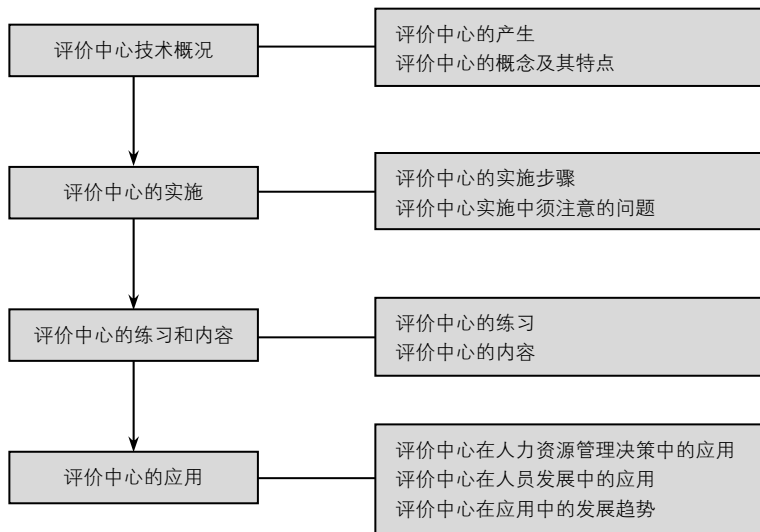 评价中心技术概况
评价中心的产生
评价中心的概念及其特点
评价中心的实施
评价中心的实施步骤
评价中心实施中须注意的问题
评价中心的练习和内容
评价中心的练习
评价中心的内容
评价中心的应用
评价中心在人力资源管理决策中的应用
评价中心在人员发展中的应用
评价中心在应用中的发展趋势